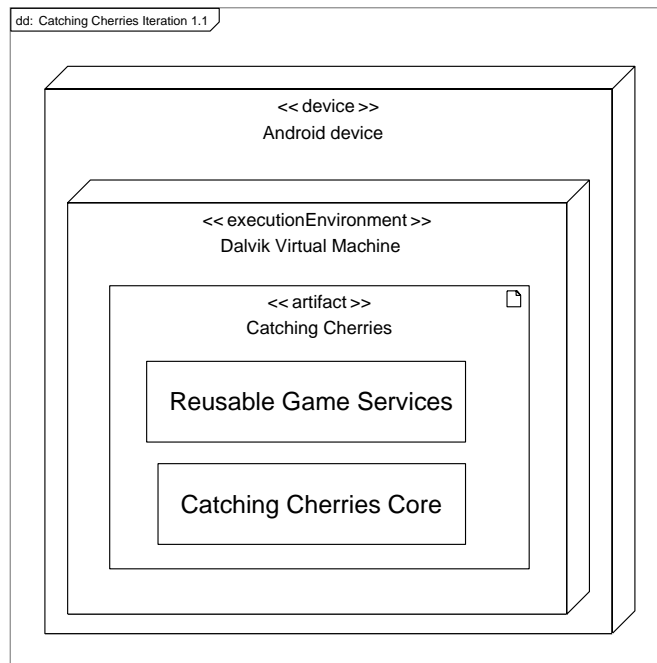 dd: Catching Cherries Iteration 1.1
<< device >>
Android device
<< executionEnvironment >>
Dalvik Virtual Machine
<< artifact >>
Catching Cherries
Reusable Game Services
Catching Cherries Core